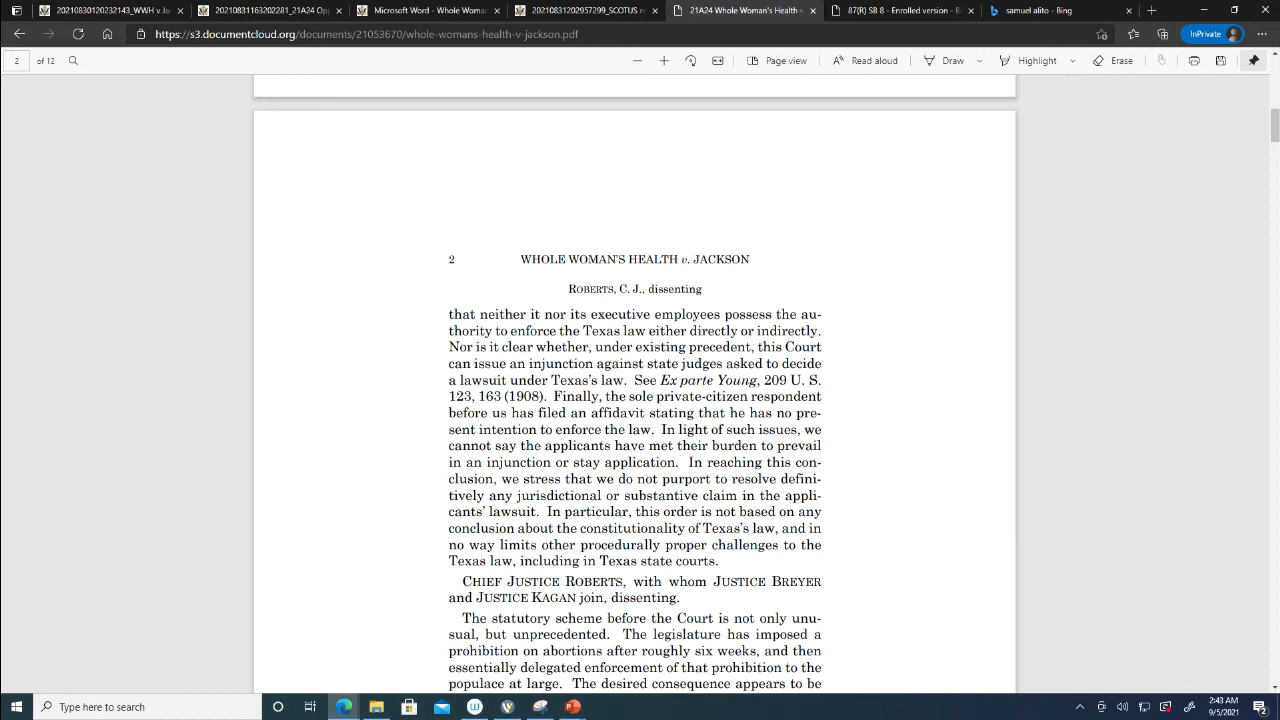 20210830120232143_WWH v Jac
20210831163202281_21A24 Opp
Microsoft Word - Whole Woman
20210831202957299_SCOTUS m
21A24 Whole Woman's Health v
87(R) SB 8 - Enrolled version - B
samuel alito - Bing
https://s3.documentcloud.org/documents/21053670/whole-womans-health-v-jackson.pdf
InPrivate
2 of 12
Page view
Read aloud
Draw
Highlight
Erase
2 WHOLE WOMAN'S HEALTH v. JACKSON
ROBERTS, C. J., dissenting
that neither it nor its executive employees possess the au-
thority to enforce the Texas law either directly or indirectly.
Nor is it clear whether, under existing precedent, this Court
can issue an injunction against state judges asked to decide
a lawsuit under Texas's law. See Ex parte Young, 209 U. S.
123, 163 (1908). Finally, the sole private-citizen respondent
before us has filed an affidavit stating that he has no pre-
sent intention to enforce the law. In light of such issues, we
cannot say the applicants have met their burden to prevail
in an injunction or stay application. In reaching this con-
clusion, we stress that we do not purport to resolve defini-
tively any jurisdictional or substantive claim in the appli-
cants' lawsuit. In particular, this order is not based on any
conclusion about the constitutionality of Texas's law, and in
no way limits other procedurally proper challenges to the
Texas law, including in Texas state courts.
CHIEF JUSTICE ROBERTS, with whom JUSTICE BREYER
and JUSTICE KAGAN join, dissenting.
The statutory scheme before the Court is not only unu-
sual, but unprecedented. The legislature has imposed a
prohibition on abortions after roughly six weeks, and then
essentially delegated enforcement of that prohibition to the
populace at large. The desired consequence appears to be
Type here to search
2:43 AM
9/5/2021